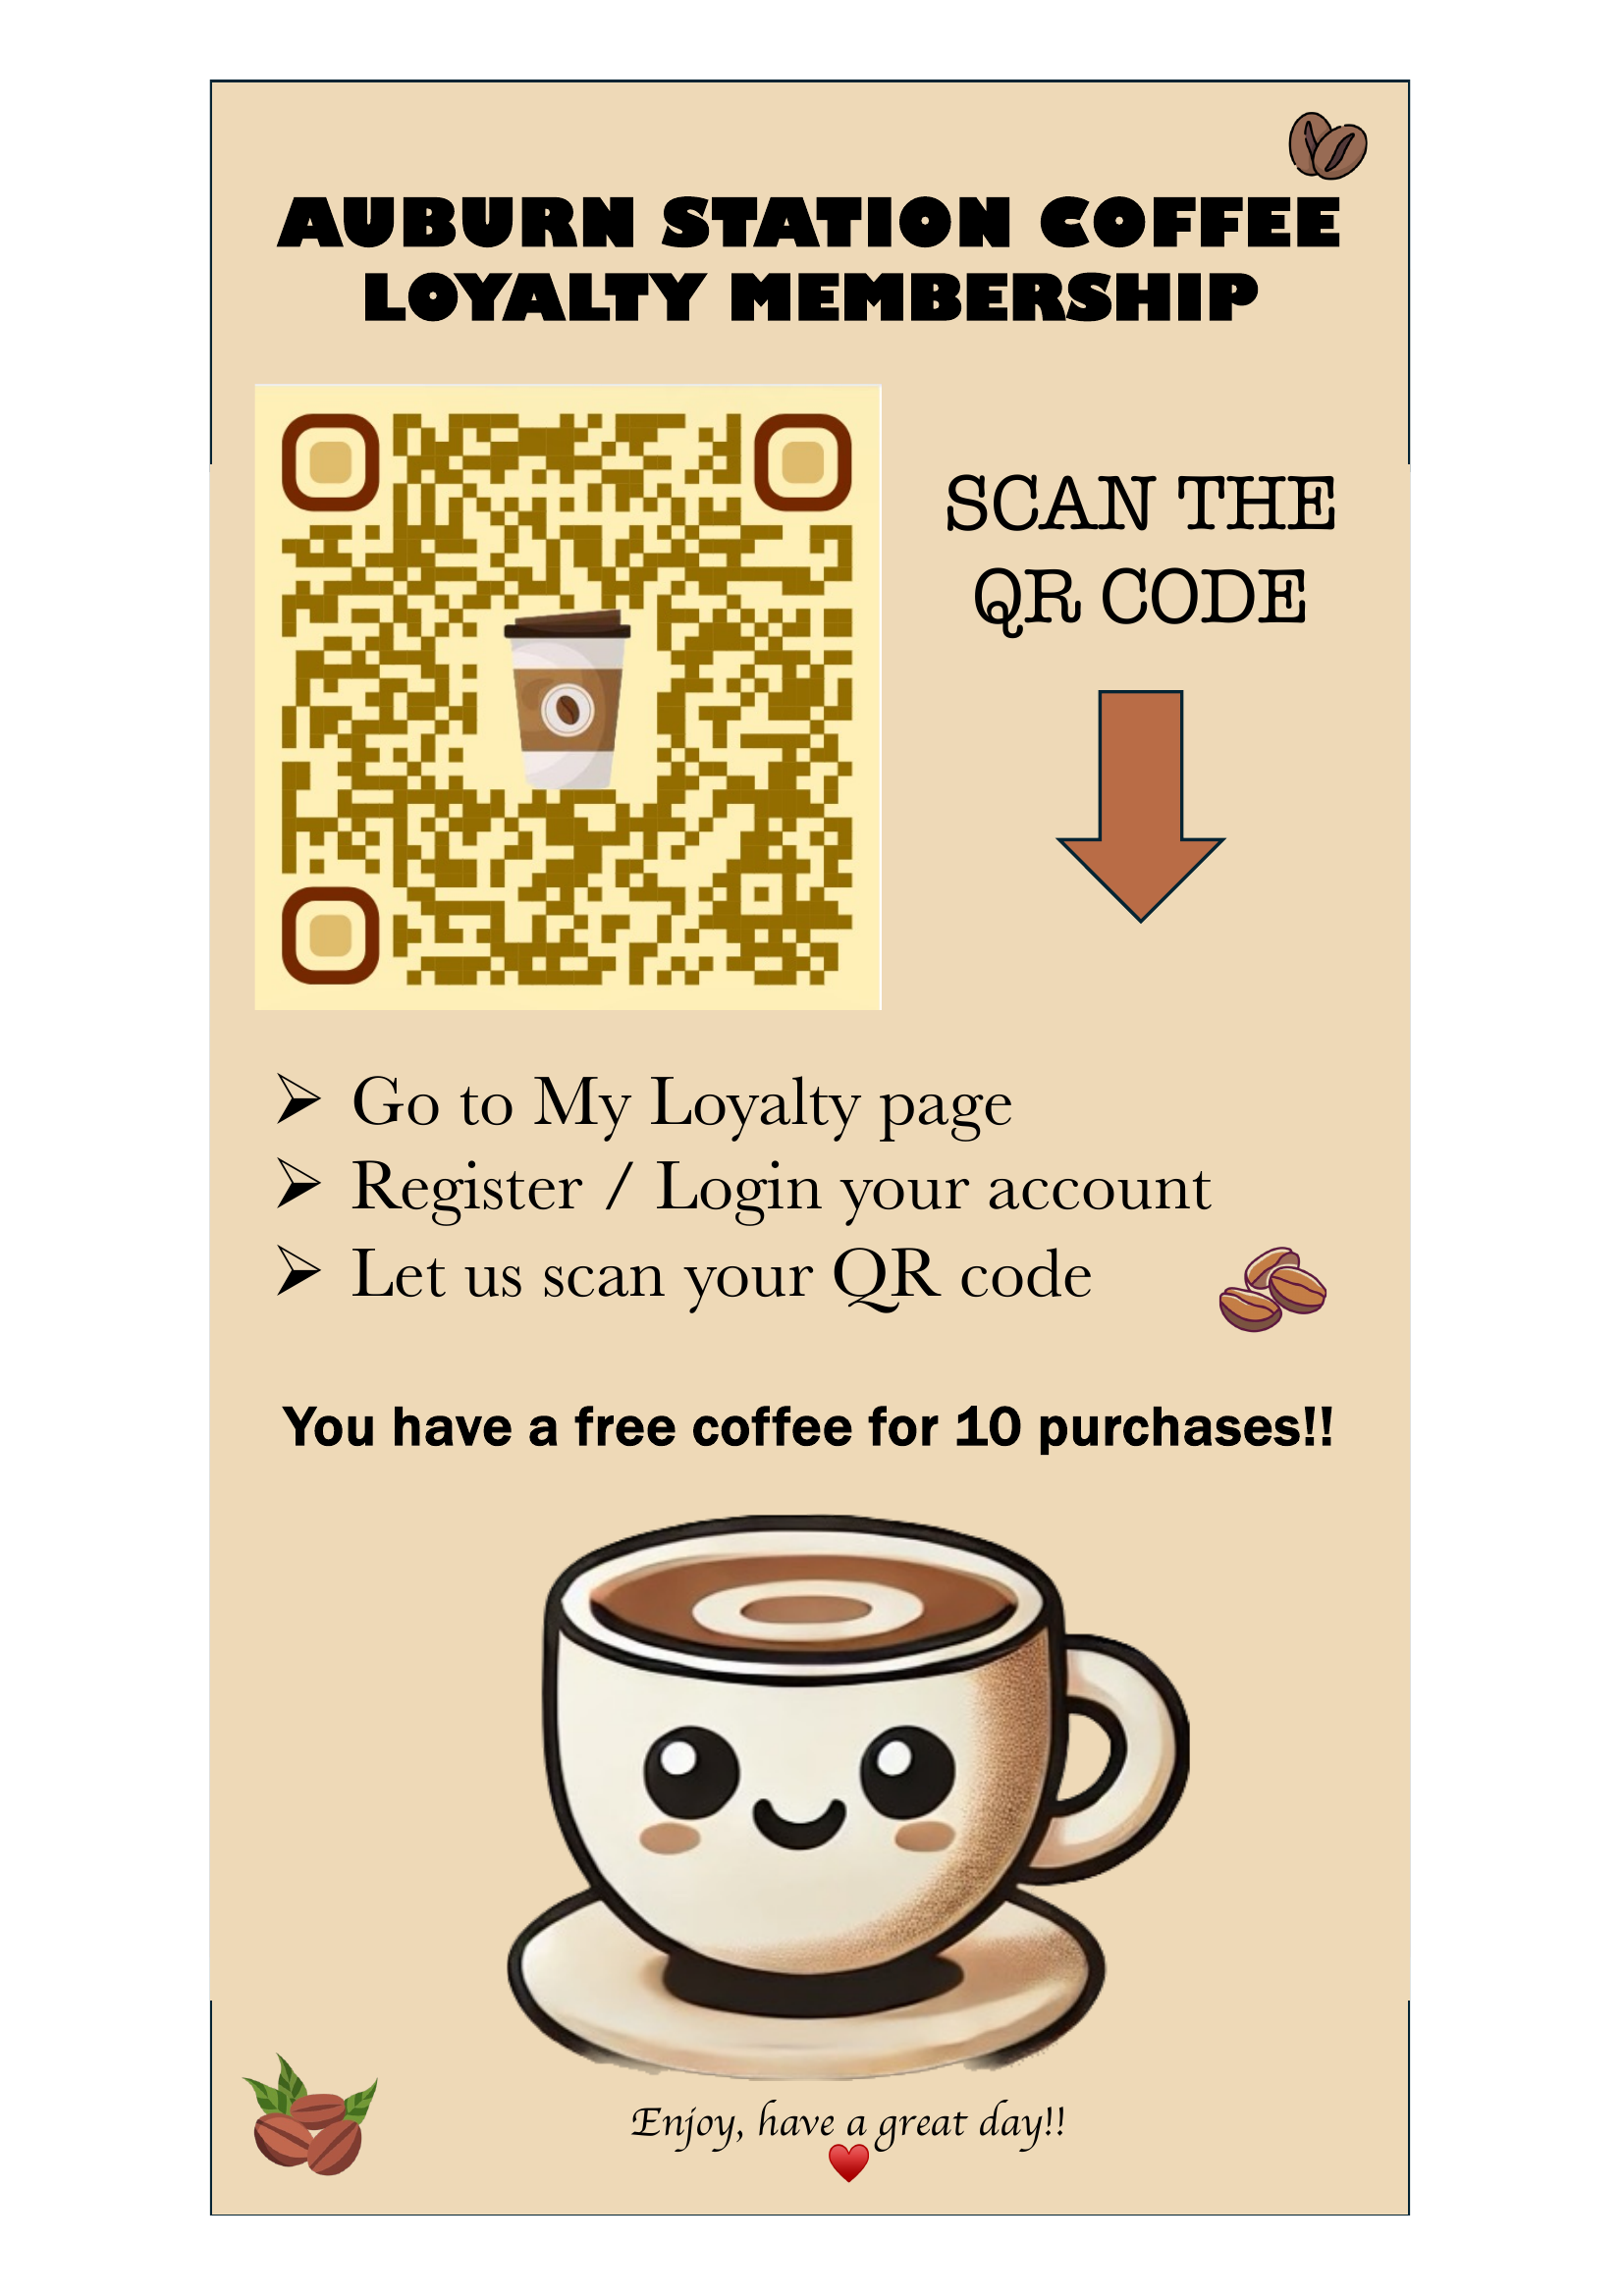 AUBURN STATION COFFEE
LOYALTY MEMBERSHIP
SCAN THE
QR CODE
Go to My Loyalty page
Register / Login your account
Let us scan your QR code
You have a free coffee for 10 purchases!!
Enjoy, have a great day!!